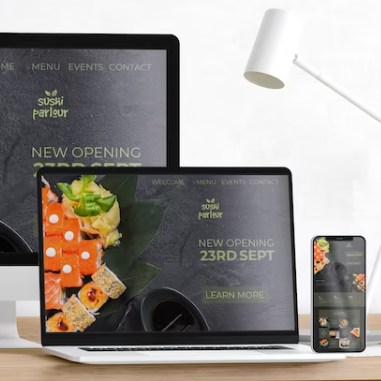 ME MENU EVENTS CONTACT
sushi
parlour
NEW OPENING
23RD SEPT
WELCOME MENU EVENTS CONTACT
sushi
parlour
NEW OPENING
23RD SEPT
LEARN MORE